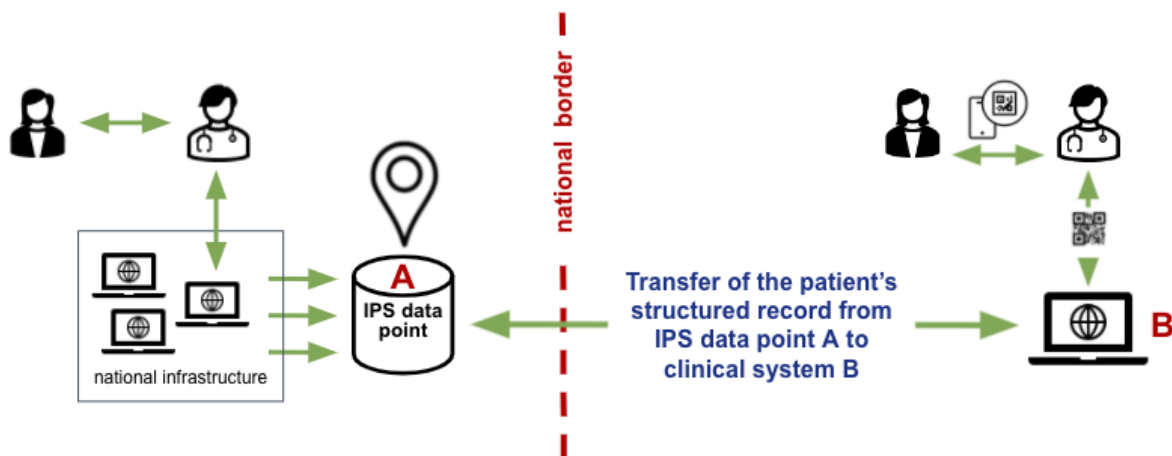 national border
A
IPS data
point
national infrastructure
Transfer of the patient's
structured record from
IPS data point A to
clinical system B
B